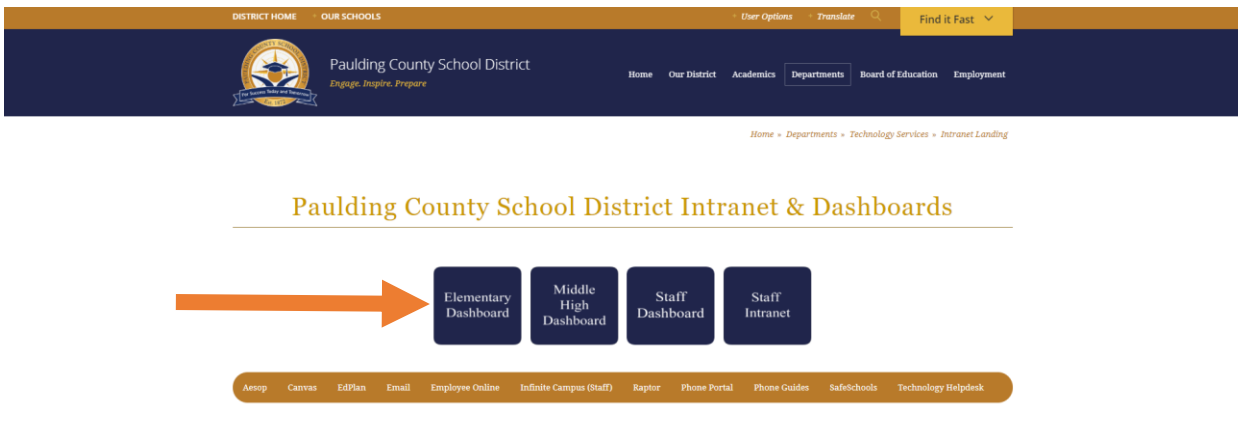 DISTRICT HOME OUR SCHOOLS User Options Translate Find it Fast
Paulding County School District
Engage. Inspire. Prepare
Home Our District Academics Departments Board of Education Employment
Home » Departments » Technology Services » Intranet Landing
Paulding County School District Intranet & Dashboards
Elementary
Dashboard
Middle
High
Dashboard
Staff
Dashboard
Staff
Intranet
Aesop Canvas EdPlan Email Employee Online Infinite Campus (Staff) Raptor Phone Portal Phone Guides SafeSchools Technology Helpdesk